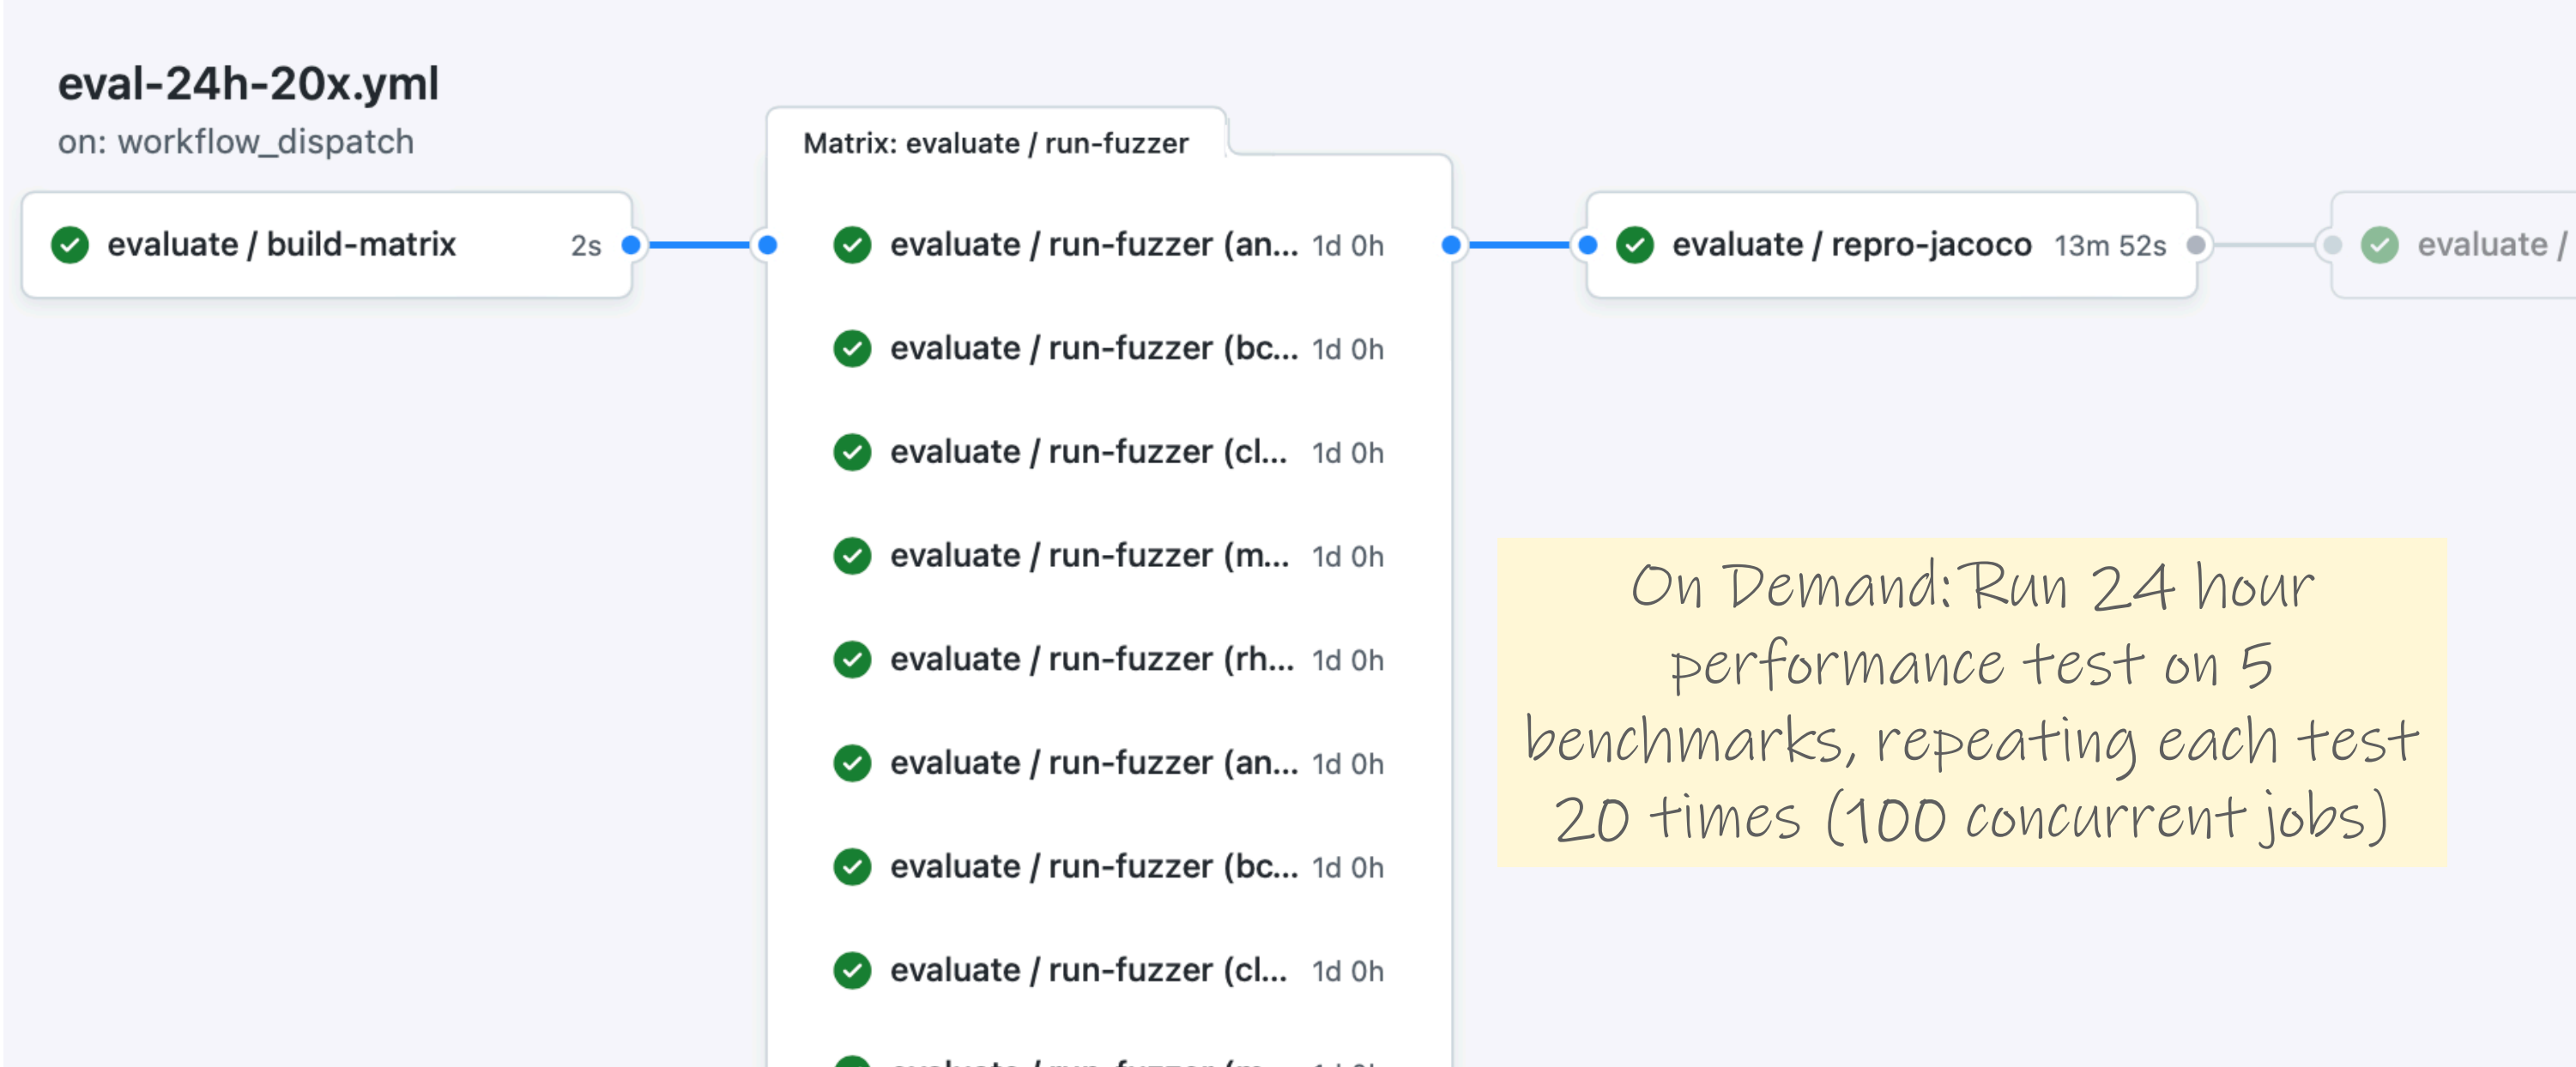 eval-24h-20x.yml
on: workflow_dispatch
evaluate / build-matrix 2s
Matrix: evaluate / run-fuzzer
evaluate / run-fuzzer (an... 1d 0h
evaluate / run-fuzzer (bc... 1d 0h
evaluate / run-fuzzer (cl... 1d 0h
evaluate / run-fuzzer (m... 1d 0h
evaluate / run-fuzzer (rh... 1d 0h
evaluate / run-fuzzer (an... 1d 0h
evaluate / run-fuzzer (bc... 1d 0h
evaluate / run-fuzzer (cl... 1d 0h
evaluate / repro-jacoco 13m 52s
evaluate /
On Demand: Run 24 hour
performance test on 5
benchmarks, repeating each test
20 times (100 concurrent jobs)